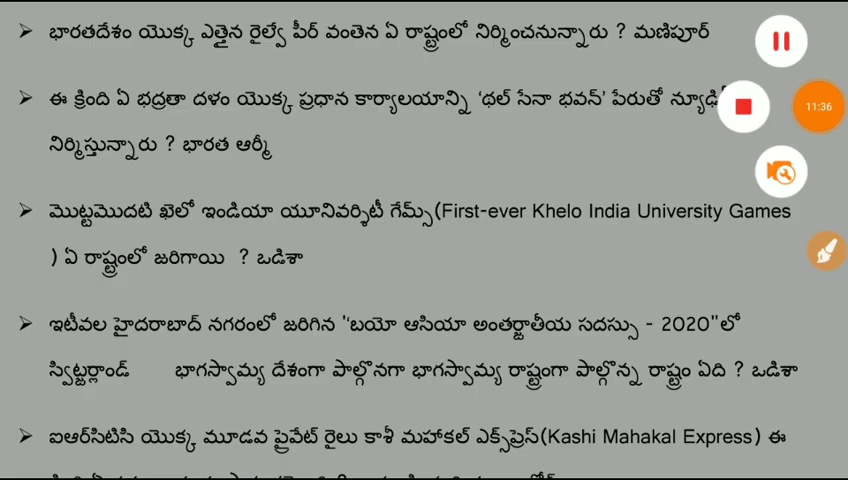 ➢ భారతదేశం యొక్క ఎత్తైన రైల్వే పీర్ వంతెన ఏ రాష్ట్రంలో నిర్మించనున్నారు ? మణిపూర్
➢ ఈ క్రింది ఏ భద్రతా దళం యొక్క ప్రధాన కార్యాలయాన్ని ‘థల్ సేనా భవన్’ పేరుతో
నిర్మిస్తున్నారు ? భారత ఆర్మీ
➢ మొట్టమొదటి ఖెలో ఇండియా యూనివర్శిటీ గేమ్స్(First-ever Khelo India University Games
) ఏ రాష్ట్రంలో జరిగాయి ? ఒడిశా
➢ ఇటీవల హైదరాబాద్ నగరంలో జరిగిన "బయో ఆసియా అంతర్జాతీయ సదస్సు - 2020"లో
స్విట్జర్లాండ్ భాగస్వామ్య దేశంగా పాల్గొనగా భాగస్వామ్య రాష్ట్రంగా పాల్గొన్న రాష్ట్రం ఏది ? ఒడిశా
➢ ఐఆర్‌సిటిసి యొక్క మూడవ ప్రైవేట్ రైలు కాశీ మహాకల్ ఎక్స్‌ప్రెస్(Kashi Mahakal Express) ఈ
11:36